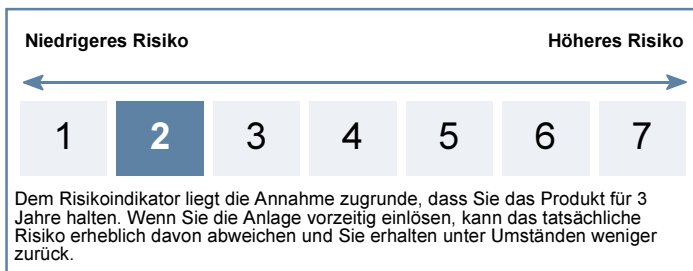 Niedrigeres Risiko Höheres Risiko
1 2 3 4 5 6 7
Dem Risikoindikator liegt die Annahme zugrunde, dass Sie das Produkt für 3
Jahre halten. Wenn Sie die Anlage vorzeitig einlösen, kann das tatsächliche
Risiko erheblich davon abweichen und Sie erhalten unter Umständen weniger
zurück.